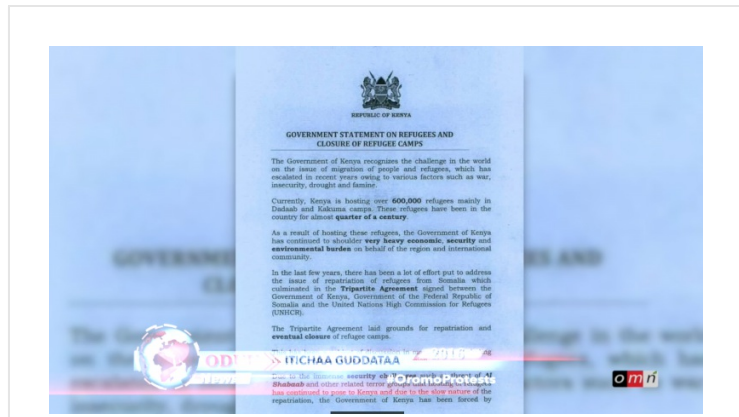 REPUBLIC OF KENYA
GOVERNMENT STATEMENT ON REFUGEES AND
CLOSURE OF REFUGEE CAMPS
The Government of Kenya recognizes the challenge in the world
on the issue of migration of people and refugees, which has
escalated in recent years owing to various factors such as war,
insecurity, drought and famine.
Currently, Kenya is hosting over 600,000 refugees mainly in
Dadaab and Kakuma camps. These refugees have been in the
country for almost quarter of a century.
As a result of hosting these refugees, the Government of Kenya
has continued to shoulder very heavy economic, security and
environmental burden on behalf of the region and international
community.
In the last few years, there has been a lot of effort put to address
the issue of repatriation of refugees from Somalia which
culminated in the Tripartite Agreement signed between the
Government of Kenya, Government of the Federal Republic of
Somalia and the United Nations High Commission for Refugees
(UNHCR).
The Tripartite Agreement laid grounds for repatriation and
eventual closure of refugee camps.
ITICHAA GUDDATAA
Due to the immense security
Al
#OromoProtests
omn
Shabaab and other related terror groups
has continued to pose to Kenya and due to the slow nature of the
repatriation, the Government of Kenya has been forced by